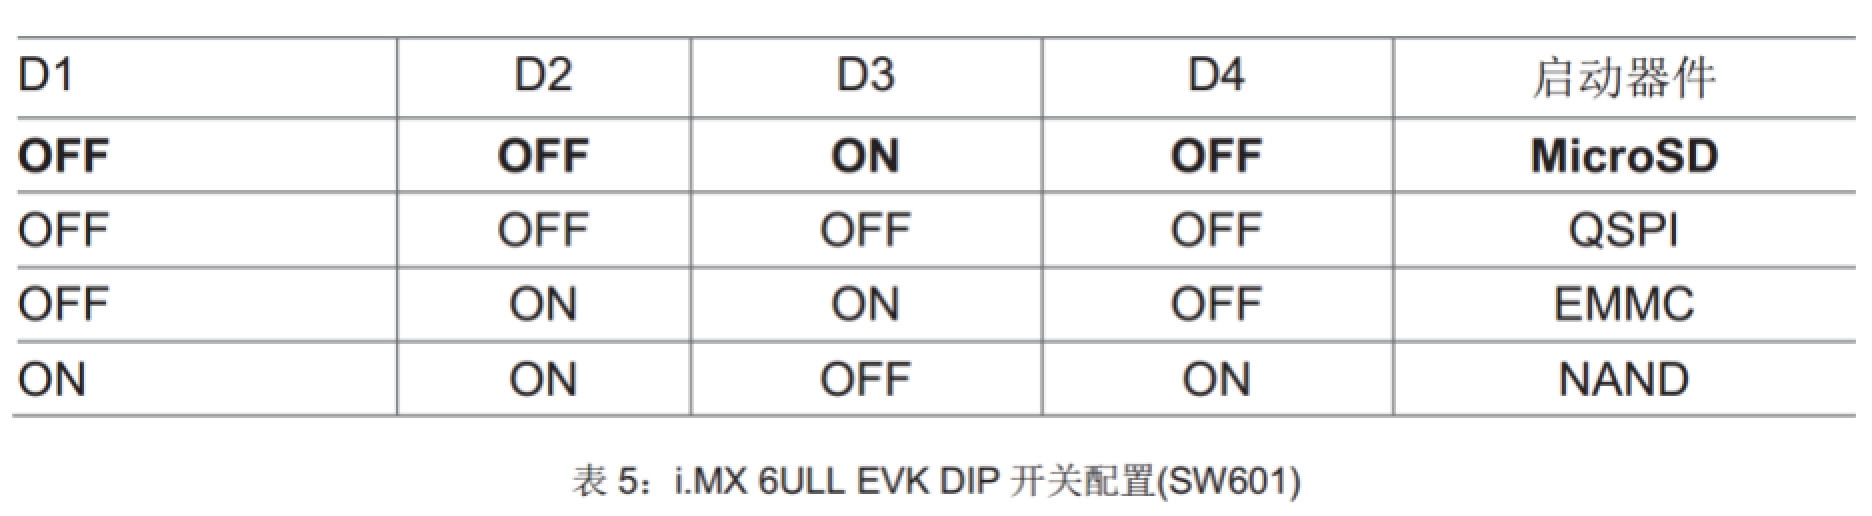 D1 D2 D3 D4 启动器件
OFF OFF ON OFF MicroSD
OFF OFF OFF OFF QSPI
OFF ON ON OFF EMMC
ON ON OFF ON NAND
表 5：i.MX 6ULL EVK DIP 开关配置(SW601)